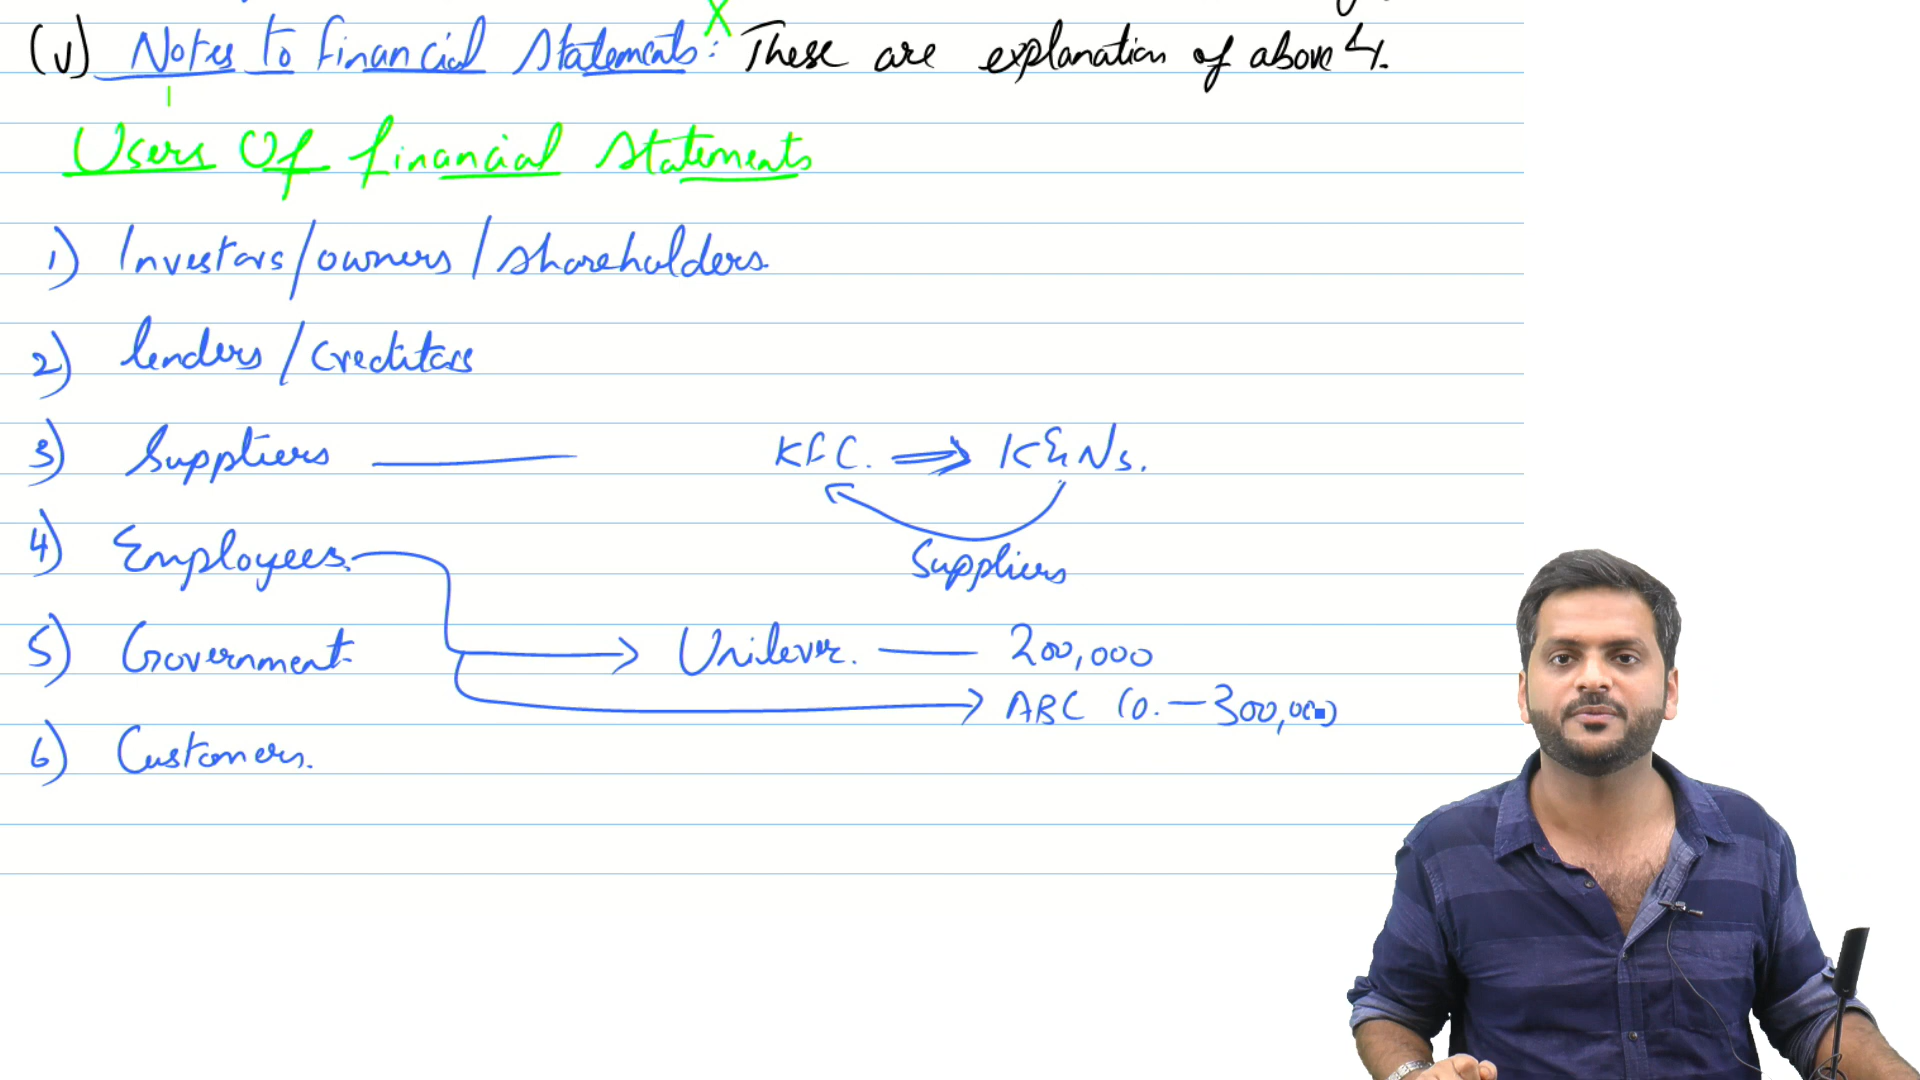 (v) Notes to Financial Statements: These are explanation of above 4.
Users Of Financial Statements
1) Investors/owners/shareholders.
2) lenders/creditors
3) Suppliers KFC. ⇒ K&Ns.
Suppliers
4) Employees.
5) Government Unilever. — 200,000
ABC Co. — 300,000
6) Customers.